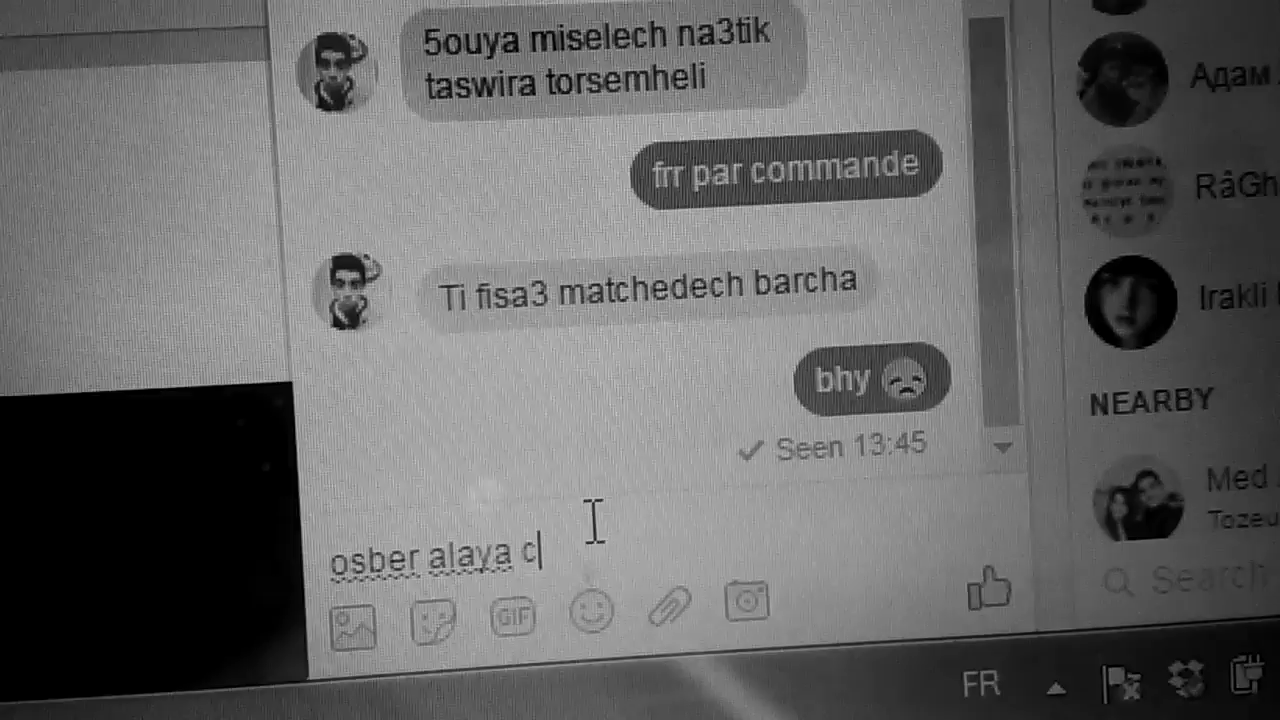 5ouya miselech na3tik
taswira torsemheli
frr par commande
Ti fisa3 matchedech barcha
bhy
Seen 13:45
osber alaya c
GIF
Адам
RâGh
Irakli
NEARBY
Med
Tozeu
Search
FR